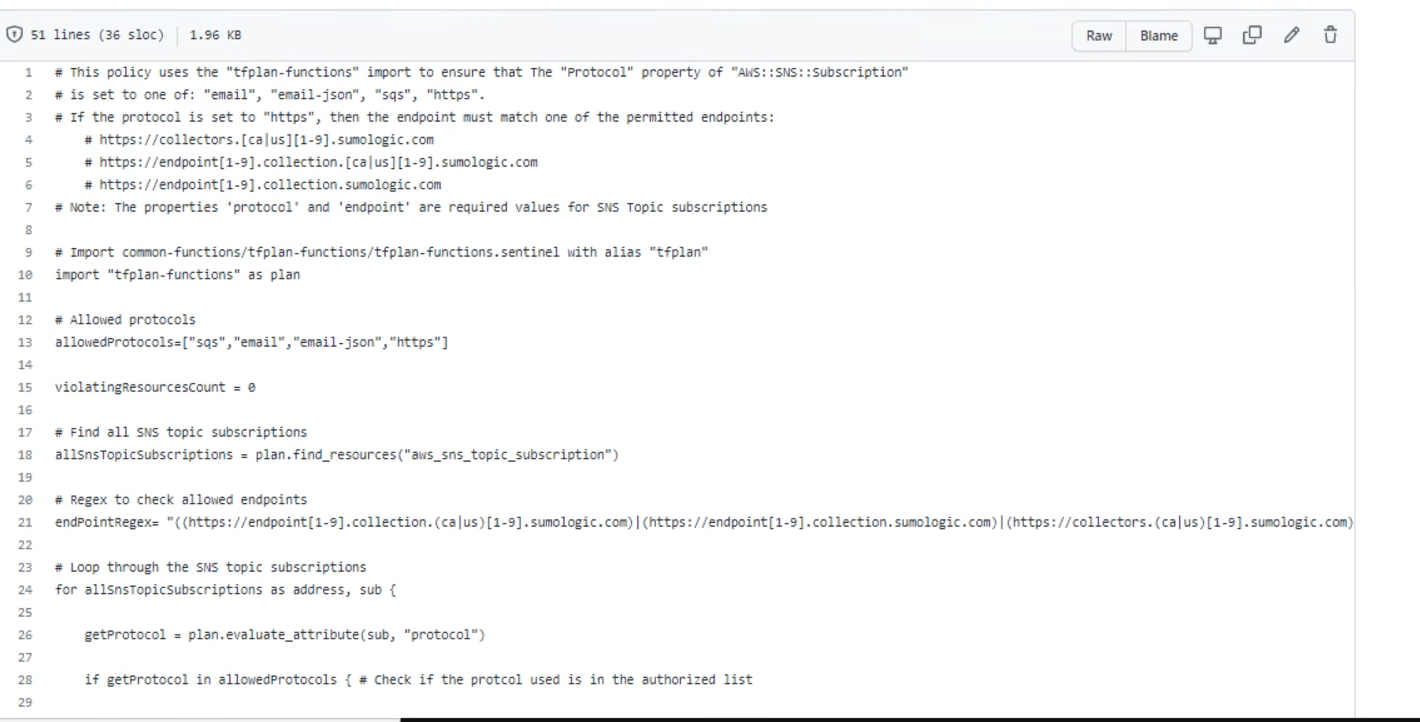 51 lines (36 sloc) 1.96 KB Raw Blame
1 # This policy uses the "tfplan-functions" import to ensure that The "Protocol" property of "AWS::SNS::Subscription"
2 # is set to one of: "email", "email-json", "sqs", "https".
3 # If the protocol is set to "https", then the endpoint must match one of the permitted endpoints:
4 # https://collectors.[ca|us][1-9].sumologic.com
5 # https://endpoint[1-9].collection.[ca|us][1-9].sumologic.com
6 # https://endpoint[1-9].collection.sumologic.com
7 # Note: The properties 'protocol' and 'endpoint' are required values for SNS Topic subscriptions
8
9 # Import common-functions/tfplan-functions/tfplan-functions.sentinel with alias "tfplan"
10 import "tfplan-functions" as plan
11
12 # Allowed protocols
13 allowedProtocols=["sqs","email","email-json","https"]
14
15 violatingResourcesCount = 0
16
17 # Find all SNS topic subscriptions
18 allSnsTopicSubscriptions = plan.find_resources("aws_sns_topic_subscription")
19
20 # Regex to check allowed endpoints
21 endPointRegex= "((https://endpoint[1-9].collection.(ca|us)[1-9].sumologic.com)|(https://endpoint[1-9].collection.sumologic.com)|(https://collectors.(ca|us)[1-9].sumologic.com)
22
23 # Loop through the SNS topic subscriptions
24 for allSnsTopicSubscriptions as address, sub {
25
26 getProtocol = plan.evaluate_attribute(sub, "protocol")
27
28 if getProtocol in allowedProtocols { # Check if the protcol used is in the authorized list
29